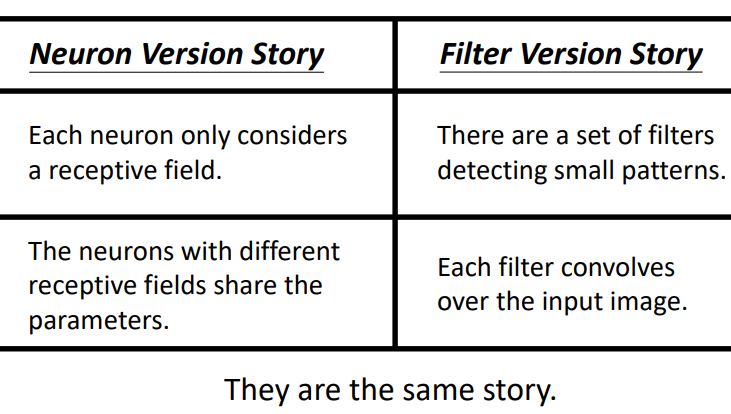 Neuron Version Story
Filter Version Story
Each neuron only considers
a receptive field.
There are a set of filters
detecting small patterns.
The neurons with different
receptive fields share the
parameters.
Each filter convolves
over the input image.
They are the same story.